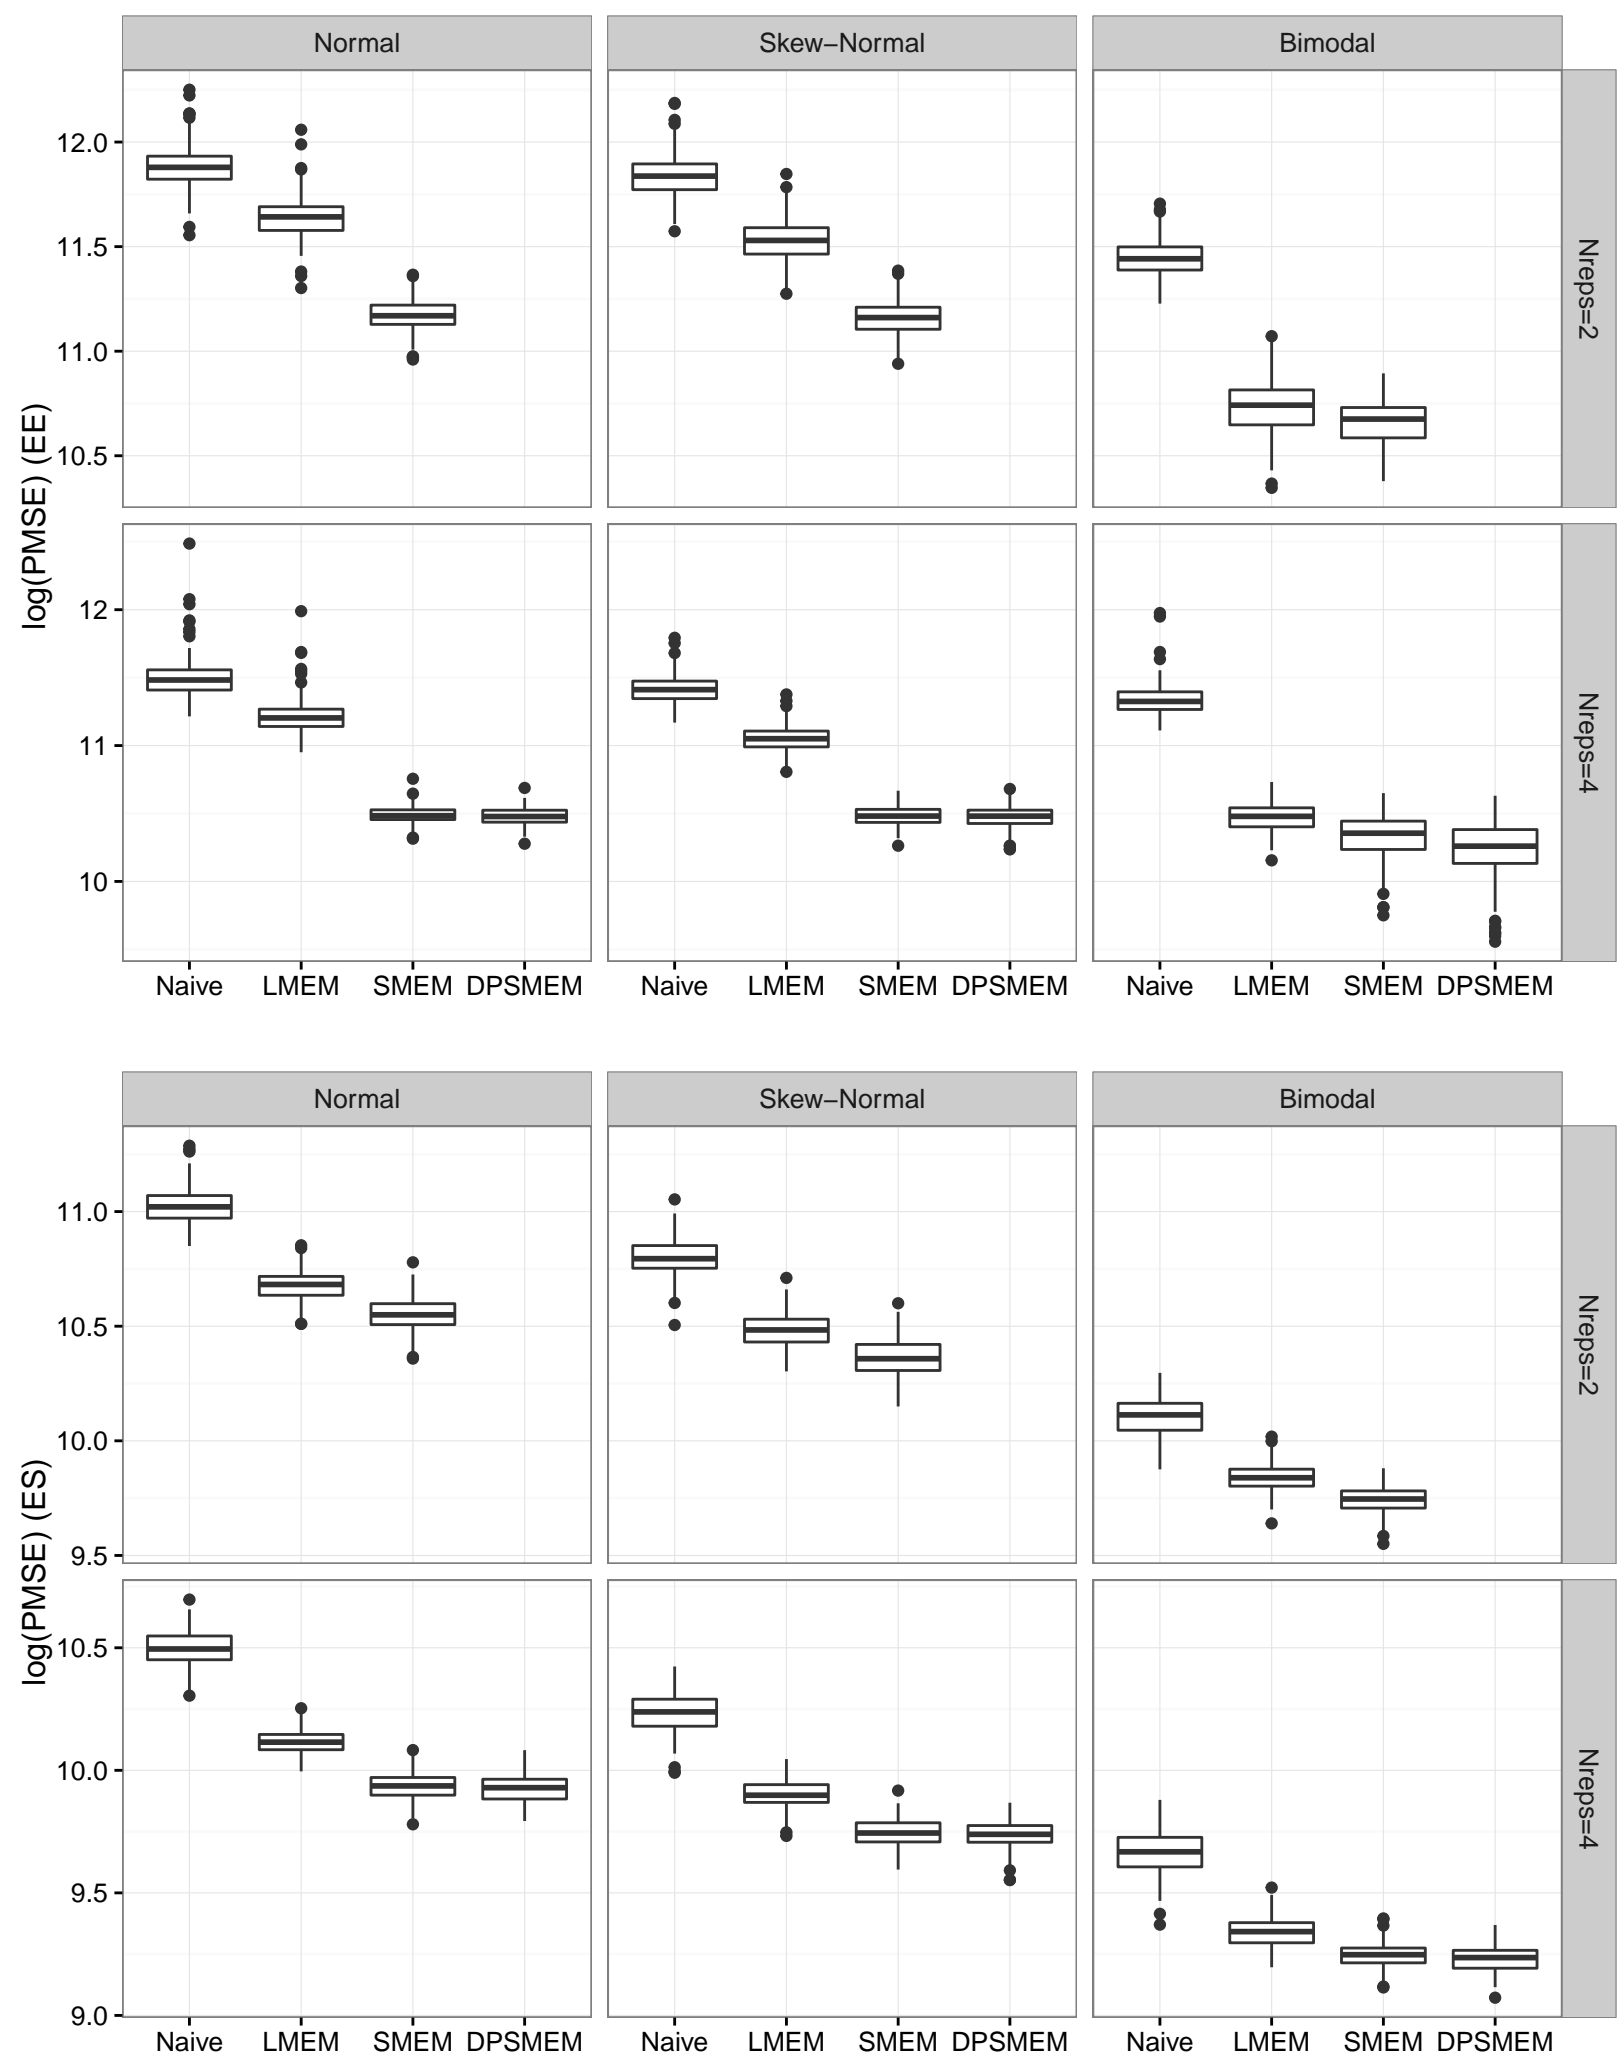 Normal Skew–Normal Bimodal
12.0
11.5
11.0
10.5
Nreps=2
log(PMSE) (EE)
12
11
10
Nreps=4
Naive LMEM SMEM DPSMEM Naive LMEM SMEM DPSMEM Naive LMEM SMEM DPSMEM
Normal Skew–Normal Bimodal
11.0
10.5
10.0
9.5
Nreps=2
log(PMSE) (ES)
10.5
10.0
9.5
9.0
Nreps=4
Naive LMEM SMEM DPSMEM Naive LMEM SMEM DPSMEM Naive LMEM SMEM DPSMEM